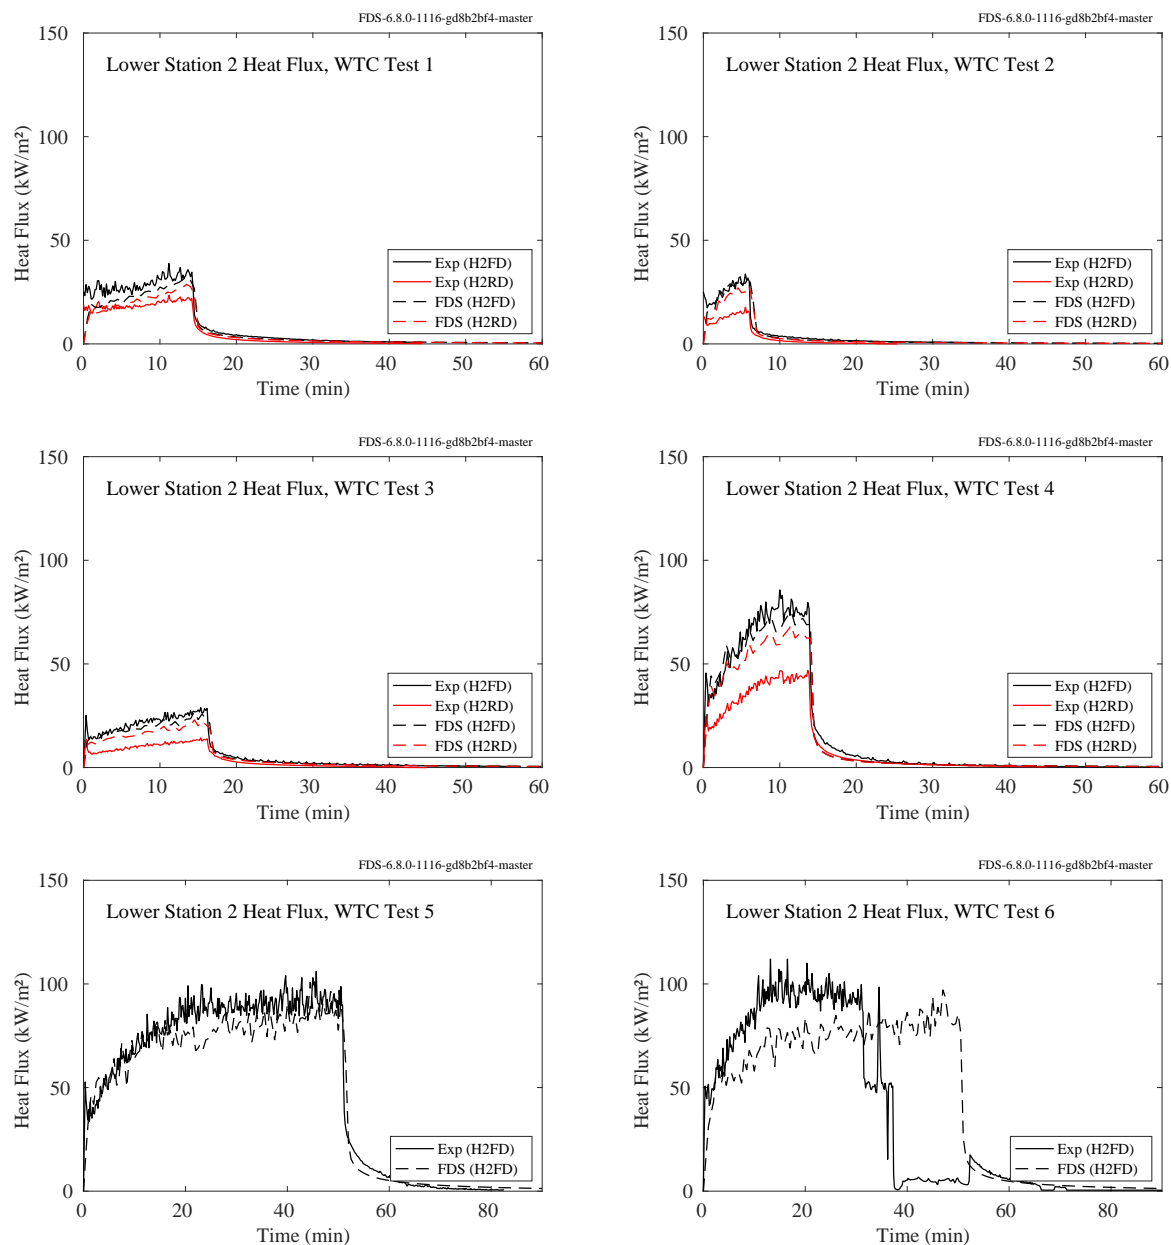 FDS-6.8.0-1116-gd8b2bf4-master
Lower Station 2 Heat Flux, WTC Test 1
Heat Flux (kW/m²)
150
100
50
0
Exp (H2FD)
Exp (H2RD)
FDS (H2FD)
FDS (H2RD)
0 10 20 30 40 50 60
Time (min)
FDS-6.8.0-1116-gd8b2bf4-master
Lower Station 2 Heat Flux, WTC Test 2
Heat Flux (kW/m²)
150
100
50
0
Exp (H2FD)
Exp (H2RD)
FDS (H2FD)
FDS (H2RD)
0 10 20 30 40 50 60
Time (min)
FDS-6.8.0-1116-gd8b2bf4-master
Lower Station 2 Heat Flux, WTC Test 3
Heat Flux (kW/m²)
150
100
50
0
Exp (H2FD)
Exp (H2RD)
FDS (H2FD)
FDS (H2RD)
0 10 20 30 40 50 60
Time (min)
FDS-6.8.0-1116-gd8b2bf4-master
Lower Station 2 Heat Flux, WTC Test 4
Heat Flux (kW/m²)
150
100
50
0
Exp (H2FD)
Exp (H2RD)
FDS (H2FD)
FDS (H2RD)
0 10 20 30 40 50 60
Time (min)
FDS-6.8.0-1116-gd8b2bf4-master
Lower Station 2 Heat Flux, WTC Test 5
Heat Flux (kW/m²)
150
100
50
0
Exp (H2FD)
FDS (H2FD)
0 20 40 60 80
Time (min)
FDS-6.8.0-1116-gd8b2bf4-master
Lower Station 2 Heat Flux, WTC Test 6
Heat Flux (kW/m²)
150
100
50
0
Exp (H2FD)
FDS (H2FD)
0 20 40 60 80
Time (min)